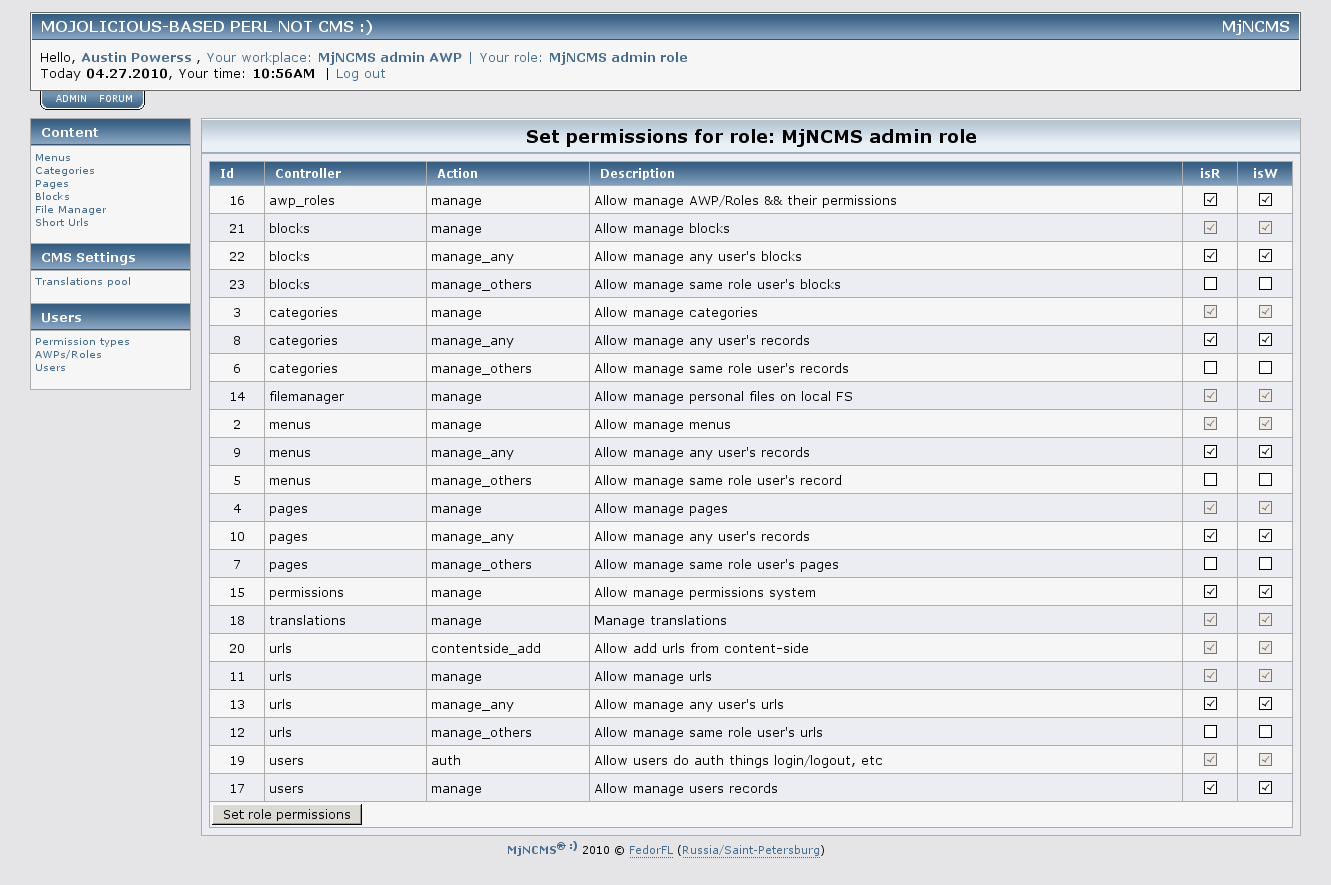 MOJOLICIOUS-BASED PERL NOT CMS :) MjNCMS
Hello, Austin Powerss , Your workplace: MjNCMS admin AWP | Your role: MjNCMS admin role
Today 04.27.2010, Your time: 10:56AM | Log out
ADMIN FORUM
Content
Menus
Categories
Pages
Blocks
File Manager
Short Urls
CMS Settings
Translations pool
Users
Permission types
AWPs/Roles
Users
Set permissions for role: MjNCMS admin role
Id Controller Action Description isR isW
16 awp_roles manage Allow manage AWP/Roles && their permissions
21 blocks manage Allow manage blocks
22 blocks manage_any Allow manage any user's blocks
23 blocks manage_others Allow manage same role user's blocks
3 categories manage Allow manage categories
8 categories manage_any Allow manage any user's records
6 categories manage_others Allow manage same role user's records
14 filemanager manage Allow manage personal files on local FS
2 menus manage Allow manage menus
9 menus manage_any Allow manage any user's records
5 menus manage_others Allow manage same role user's record
4 pages manage Allow manage pages
10 pages manage_any Allow manage any user's records
7 pages manage_others Allow manage same role user's pages
15 permissions manage Allow manage permissions system
18 translations manage Manage translations
20 urls contentside_add Allow add urls from content-side
11 urls manage Allow manage urls
13 urls manage_any Allow manage any user's urls
12 urls manage_others Allow manage same role user's urls
19 users auth Allow users do auth things login/logout, etc
17 users manage Allow manage users records
Set role permissions
MjNCMS® :) 2010 © FedorFL (Russia/Saint-Petersburg)